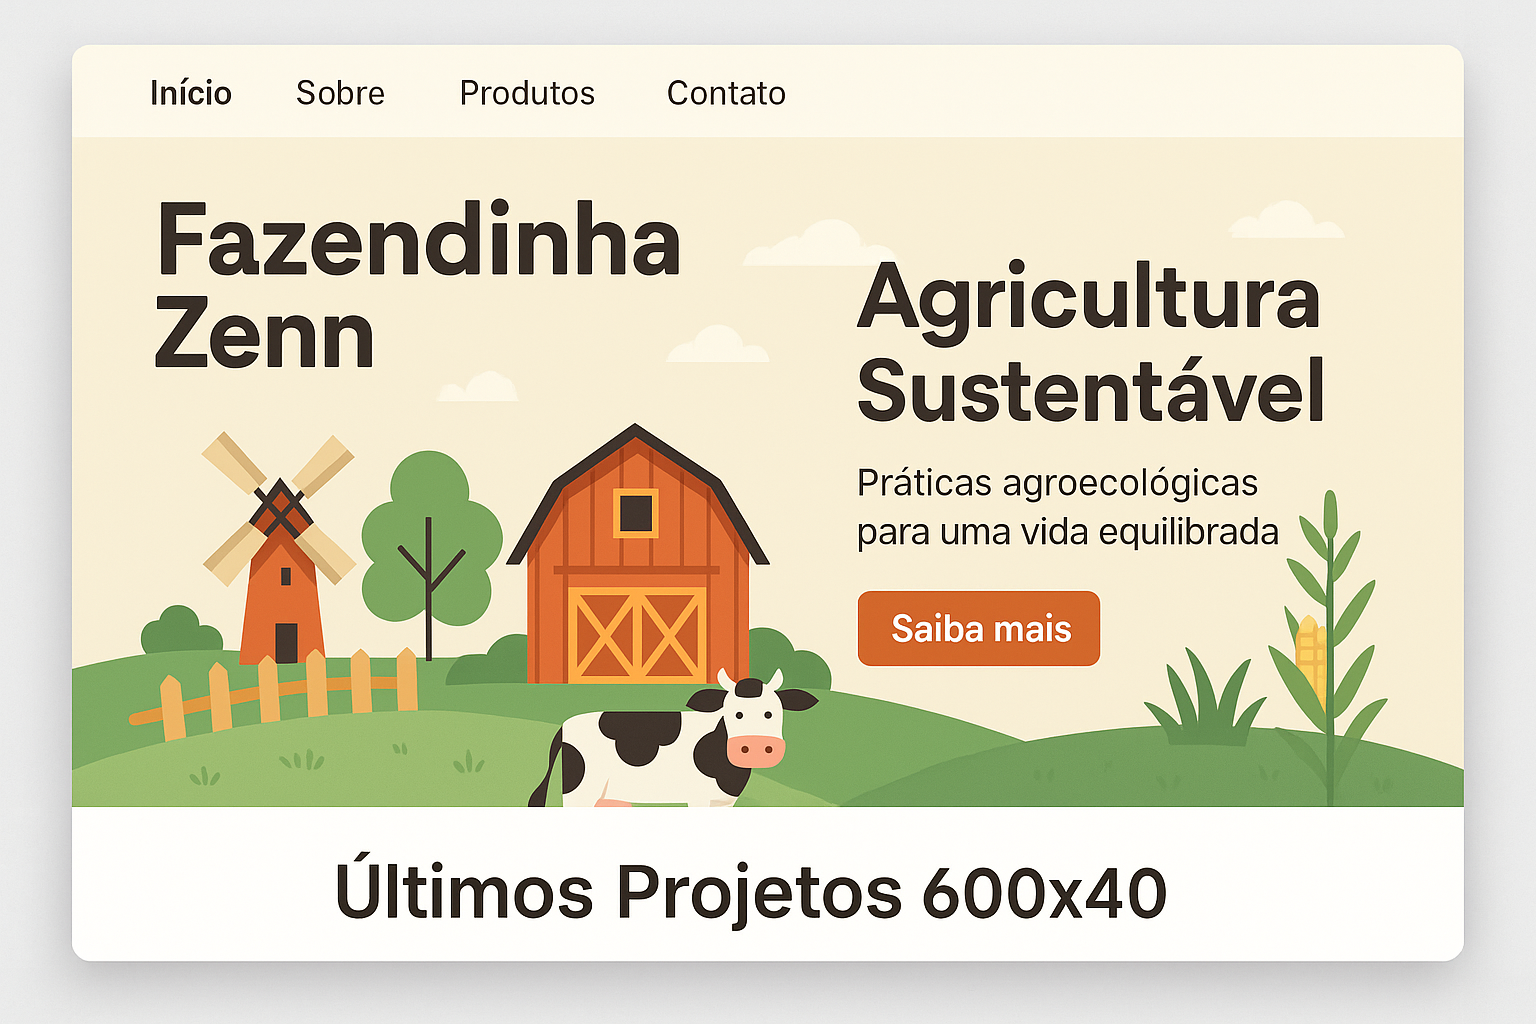 Início Sobre Produtos Contato
Fazendinha
Zenn
Agricultura
Sustentável
Práticas agroecológicas
para uma vida equilibrada
Saiba mais
Últimos Projetos 600x40